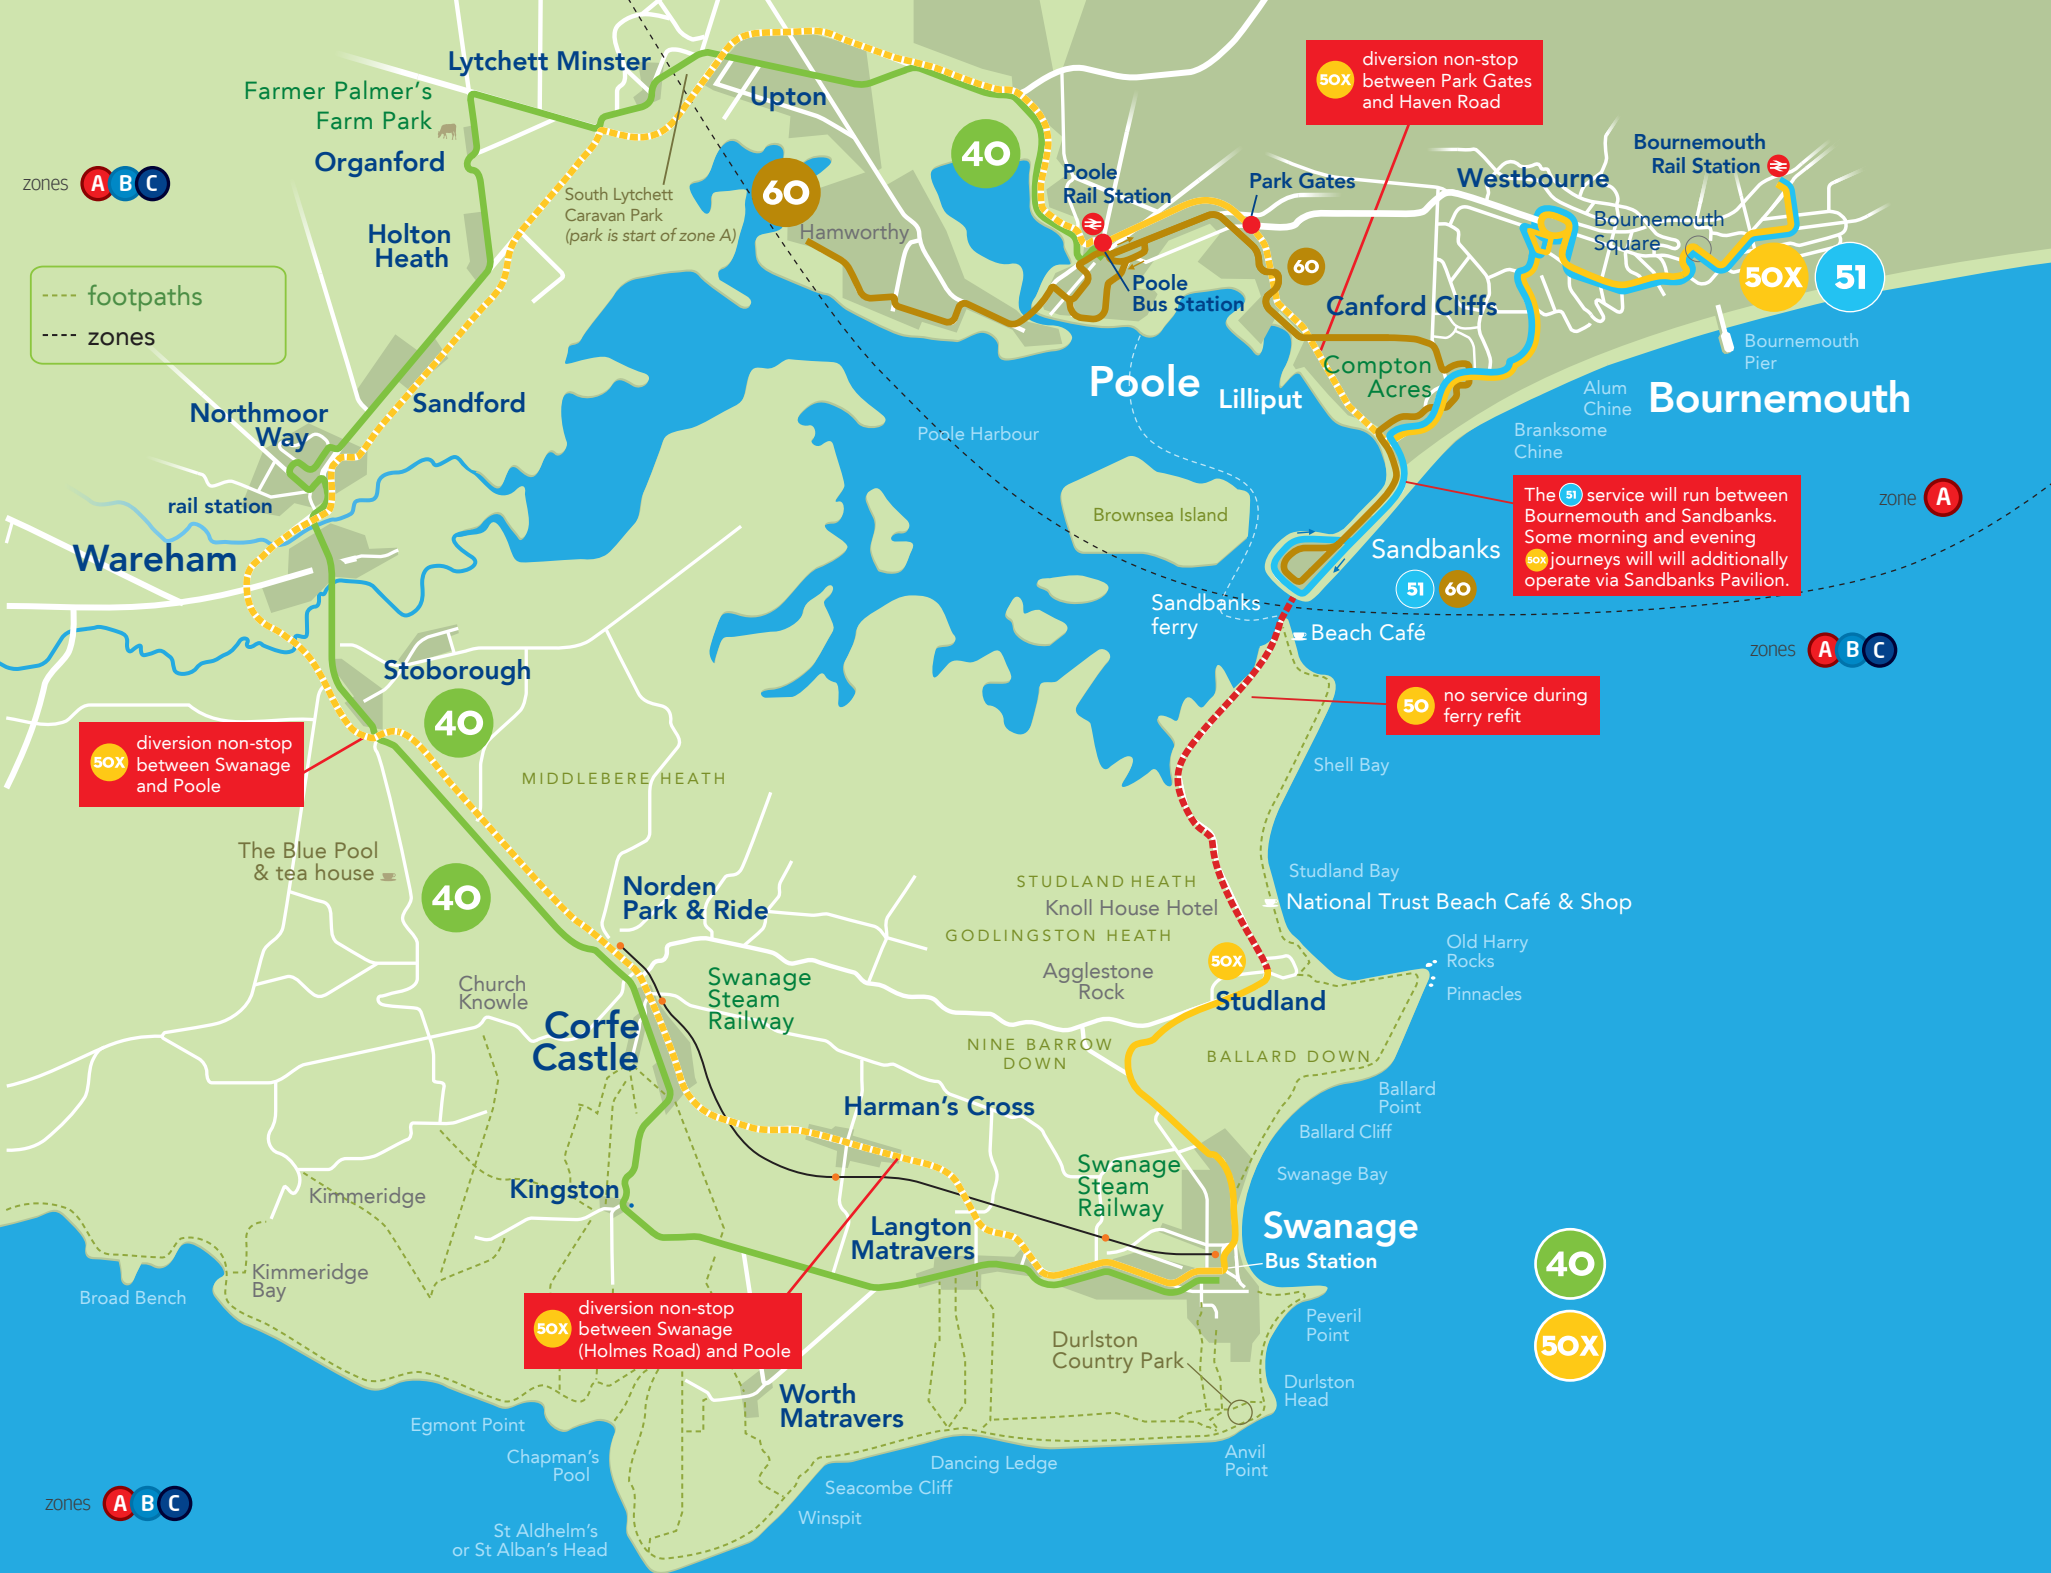 Lytchett Minster
Farmer Palmer's
Farm Park
Organford
Holton
Heath
zones A B C
footpaths
zones
Upton
South Lytchett
Caravan Park
(park is start of zone A)
60
Hamworthy
40
Poole
Rail Station
Poole
Bus Station
50X diversion non-stop
between Park Gates
and Haven Road
Park Gates
60
Westbourne
Bournemouth
Rail Station
Bournemouth
Square
50X
51
Canford Cliffs
Compton
Acres
Bournemouth
Pier
Alum
Chine
Bournemouth
Branksome
Chine
Poole
Lilliput
Poole Harbour
Brownsea Island
Sandbanks
51 60
The 51 service will run between
Bournemouth and Sandbanks.
Some morning and evening
50X journeys will will additionally
operate via Sandbanks Pavilion.
zone A
zones A B C
Sandbanks
ferry
Beach Café
50 no service during
ferry refit
Shell Bay
Northmoor
Way
Sandford
rail station
Wareham
Stoborough
40
50X diversion non-stop
between Swanage
and Poole
MIDDLEBERE HEATH
The Blue Pool
& tea house
40
Norden
Park & Ride
Church
Knowle
Swanage
Steam
Railway
Corfe
Castle
STUDLAND HEATH
Knoll House Hotel
GODLINGSTON HEATH
Agglestone
Rock
50X
Studland
Studland Bay
National Trust Beach Café & Shop
Old Harry
Rocks
Pinnacles
NINE BARROW
DOWN
BALLARD DOWN
Ballard
Point
Ballard Cliff
Swanage Bay
Harman's Cross
Swanage
Steam
Railway
Kingston
Kimmeridge
Langton
Matravers
Swanage
Bus Station
40
50X
Kimmeridge
Bay
Broad Bench
50X diversion non-stop
between Swanage
(Holmes Road) and Poole
Durlston
Country Park
Peveril
Point
Durlston
Head
Worth
Matravers
Egmont Point
Chapman's
Pool
Anvil
Point
Dancing Ledge
Seacombe Cliff
Winspit
zones A B C
St Aldhelm's
or St Alban's Head